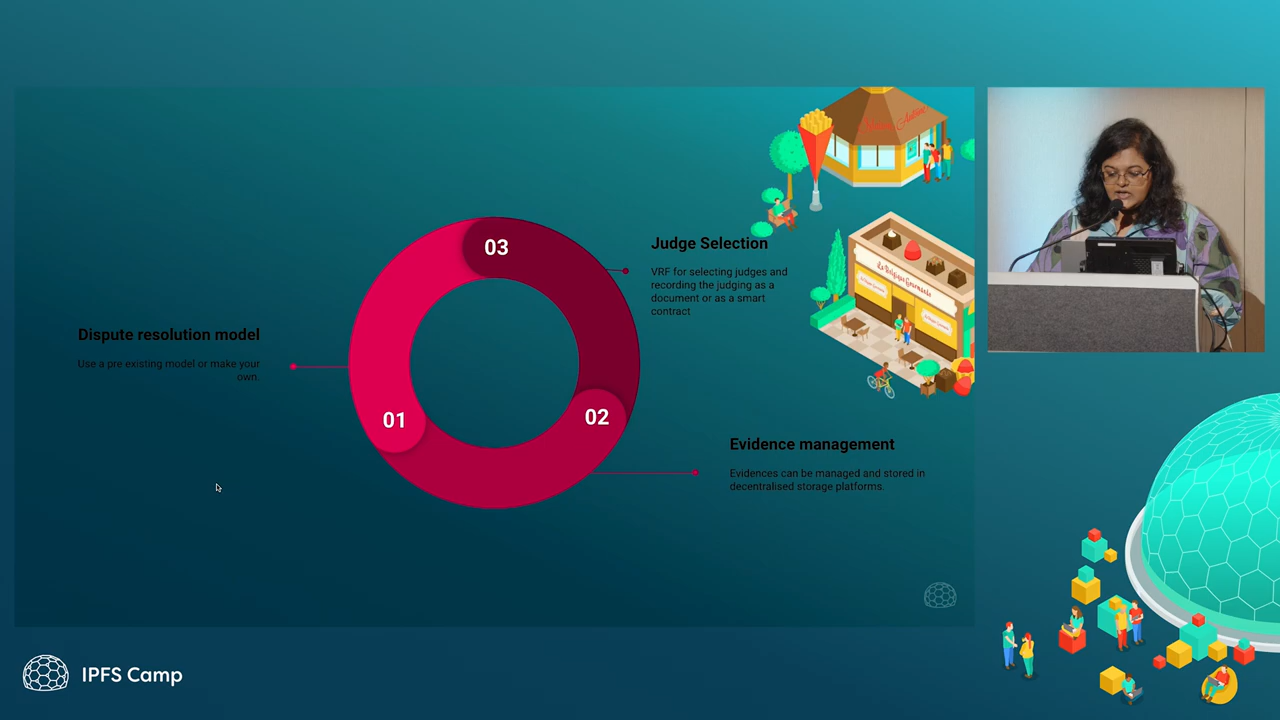 03
Judge Selection
VRF for selecting judges and
recording the judging as a
document or as a smart
contract
Dispute resolution model
Use a pre existing model or make your
own.
01
02
Evidence management
Evidences can be managed and stored in
decentralised storage platforms.
IPFS Camp